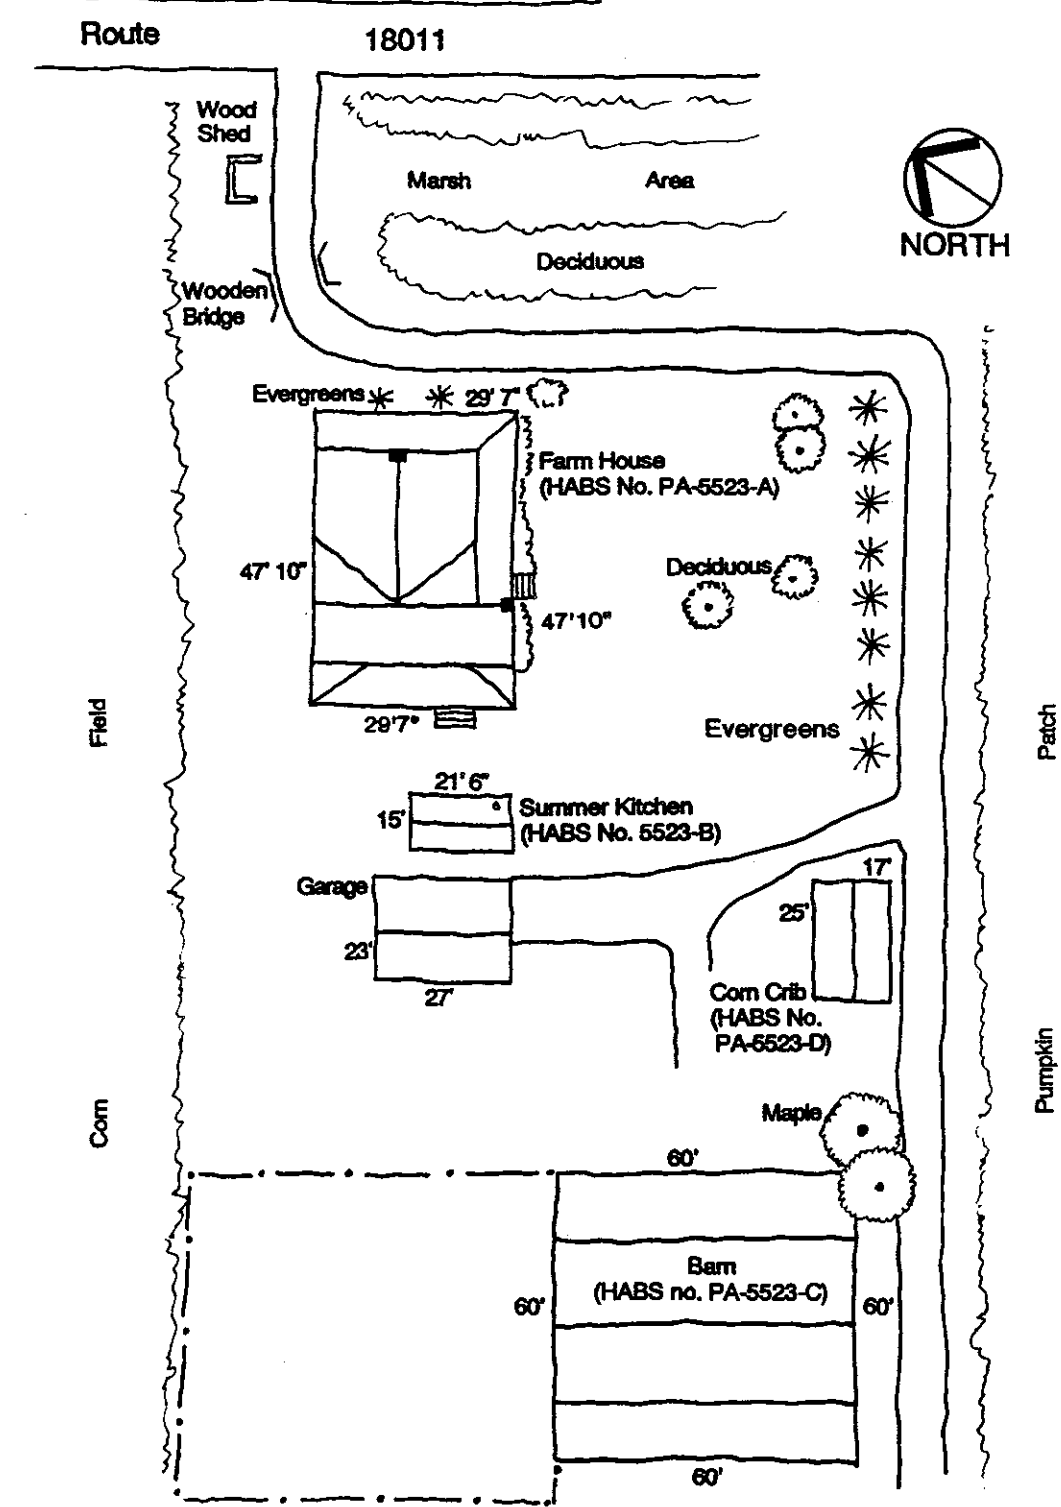 Route 18011
Wood
Shed
Marsh Area
NORTH
Deciduous
Wooden
Bridge
Evergreens
29' 7"
Farm House
(HABS No. PA-5523-A)
47' 10"
Deciduous
47'10"
29'7"
Evergreens
Field
Patch
21' 6"
15'
Summer Kitchen
(HABS No. 5523-B)
Garage
17'
25'
23'
27'
Corn Crib
(HABS No.
PA-5523-D)
Pumpkin
Corn
Maple
60'
Barn
(HABS no. PA-5523-C)
60'
60'
60'